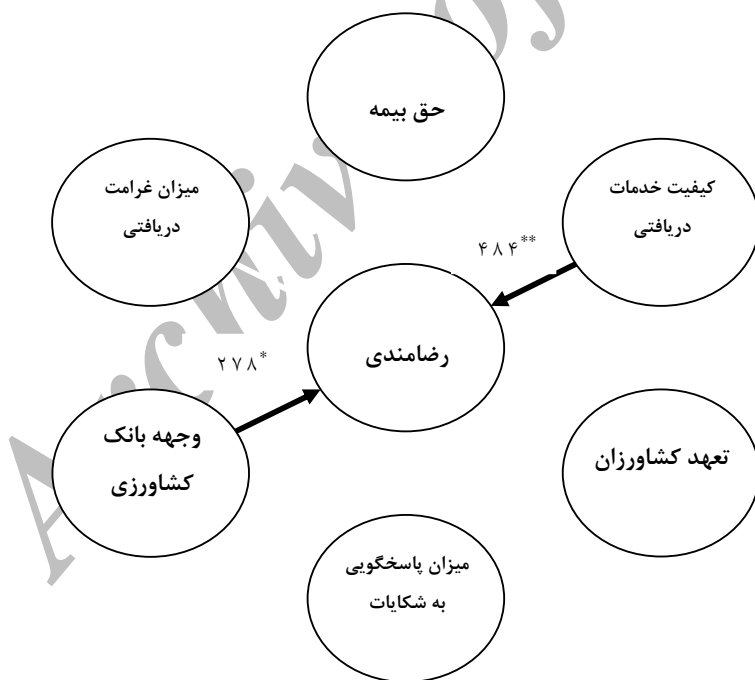 حق بیمه
میزان غرامت
دریافتی
کیفیت خدمات
دریافتی
۴۸۴**
رضامندی
۲۷۸*
وجهه بانک
کشاورزی
تعهد کشاورزان
میزان پاسخگویی
به شکایات